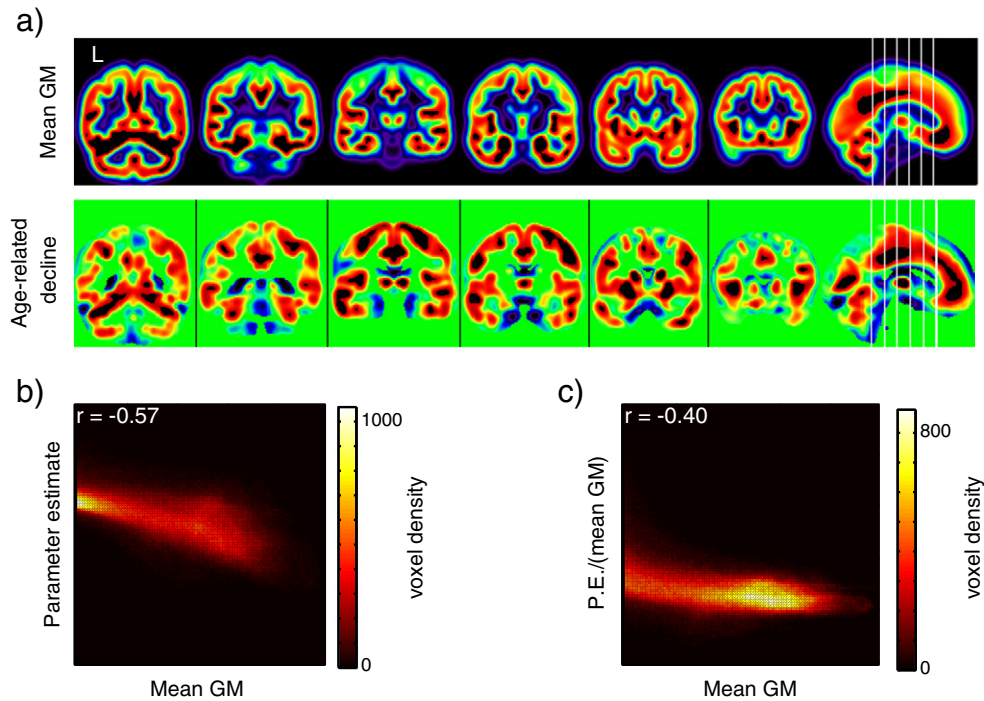 a)
L
Mean GM
Age-related
decline
b)
r = -0.57
Parameter estimate
Mean GM
1000
0
voxel density
c)
r = -0.40
P.E./(mean GM)
Mean GM
800
0
voxel density